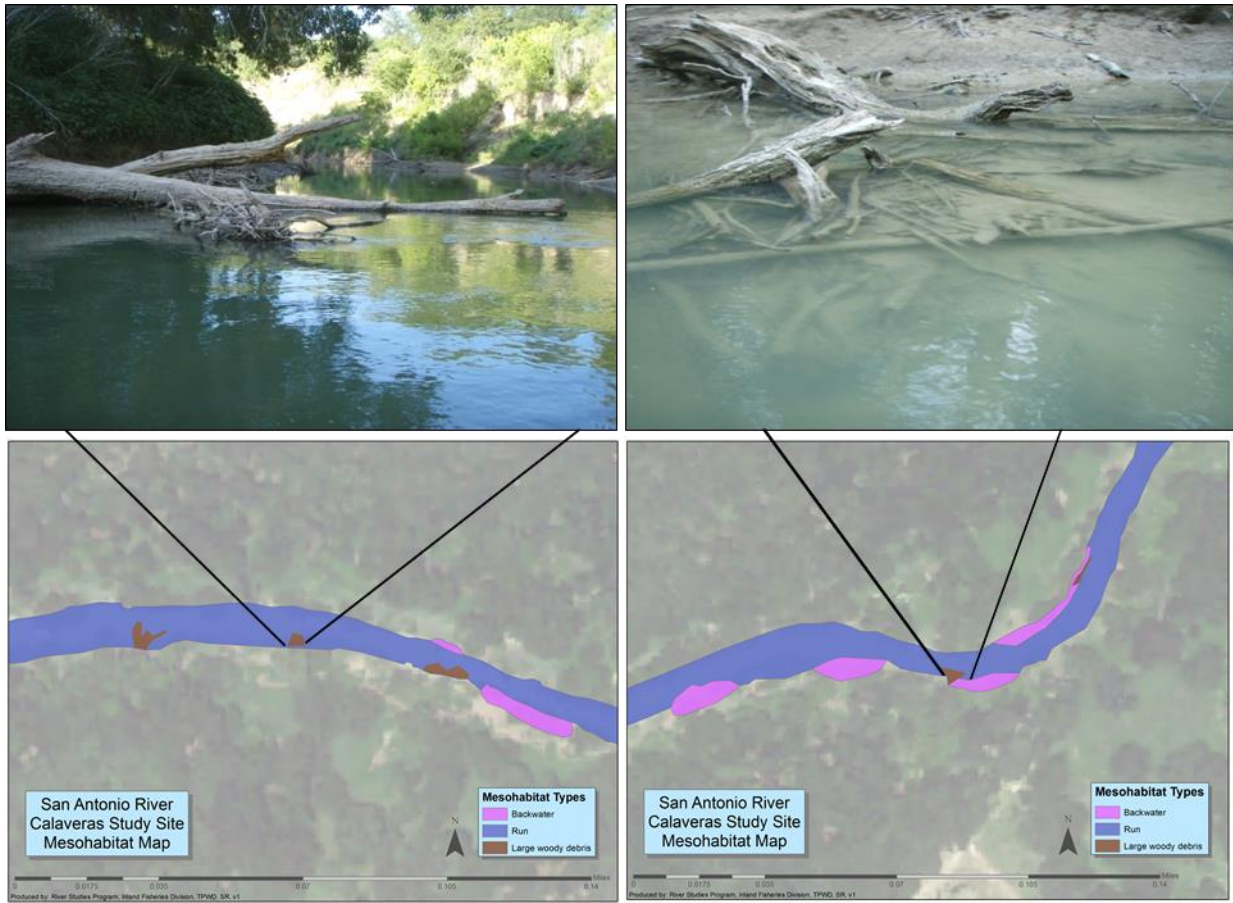 San Antonio River
Calaveras Study Site
Mesohabitat Map
N
Mesohabitat Types
Backwater
Run
Large woody debris
Miles
0 0.0175 0.035 0.07 0.105 0.14
Produced by: River Studies Program, Inland Fisheries Division, TPWD. SR. v1
San Antonio River
Calaveras Study Site
Mesohabitat Map
N
Mesohabitat Types
Backwater
Run
Large woody debris
Miles
0 0.0175 0.035 0.07 0.105 0.14
Produced by: River Studies Program, Inland Fisheries Division, TPWD. SR. v1